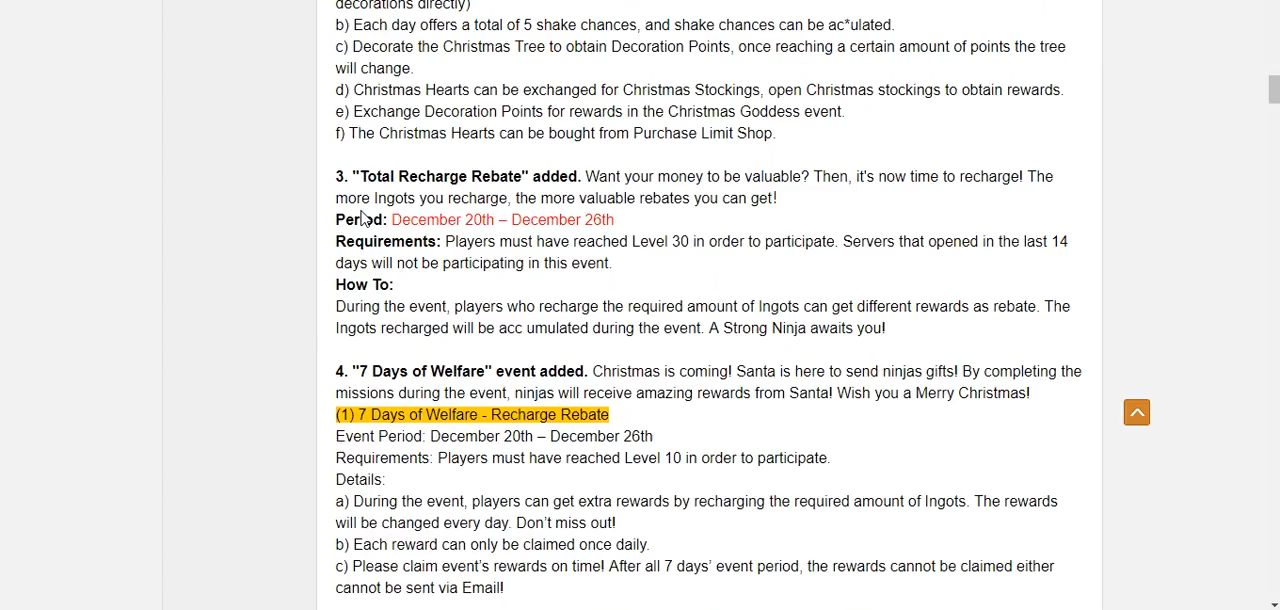 decorations directly)
b) Each day offers a total of 5 shake chances, and shake chances can be ac*ulated.
c) Decorate the Christmas Tree to obtain Decoration Points, once reaching a certain amount of points the tree
will change.
d) Christmas Hearts can be exchanged for Christmas Stockings, open Christmas stockings to obtain rewards.
e) Exchange Decoration Points for rewards in the Christmas Goddess event.
f) The Christmas Hearts can be bought from Purchase Limit Shop.
3. "Total Recharge Rebate" added. Want your money to be valuable? Then, it's now time to recharge! The
more Ingots you recharge, the more valuable rebates you can get!
Period: December 20th – December 26th
Requirements: Players must have reached Level 30 in order to participate. Servers that opened in the last 14
days will not be participating in this event.
How To:
During the event, players who recharge the required amount of Ingots can get different rewards as rebate. The
Ingots recharged will be acc umulated during the event. A Strong Ninja awaits you!
4. "7 Days of Welfare" event added. Christmas is coming! Santa is here to send ninjas gifts! By completing the
missions during the event, ninjas will receive amazing rewards from Santa! Wish you a Merry Christmas!
(1) 7 Days of Welfare - Recharge Rebate
Event Period: December 20th – December 26th
Requirements: Players must have reached Level 10 in order to participate.
Details:
a) During the event, players can get extra rewards by recharging the required amount of Ingots. The rewards
will be changed every day. Don’t miss out!
b) Each reward can only be claimed once daily.
c) Please claim event’s rewards on time! After all 7 days’ event period, the rewards cannot be claimed either
cannot be sent via Email!